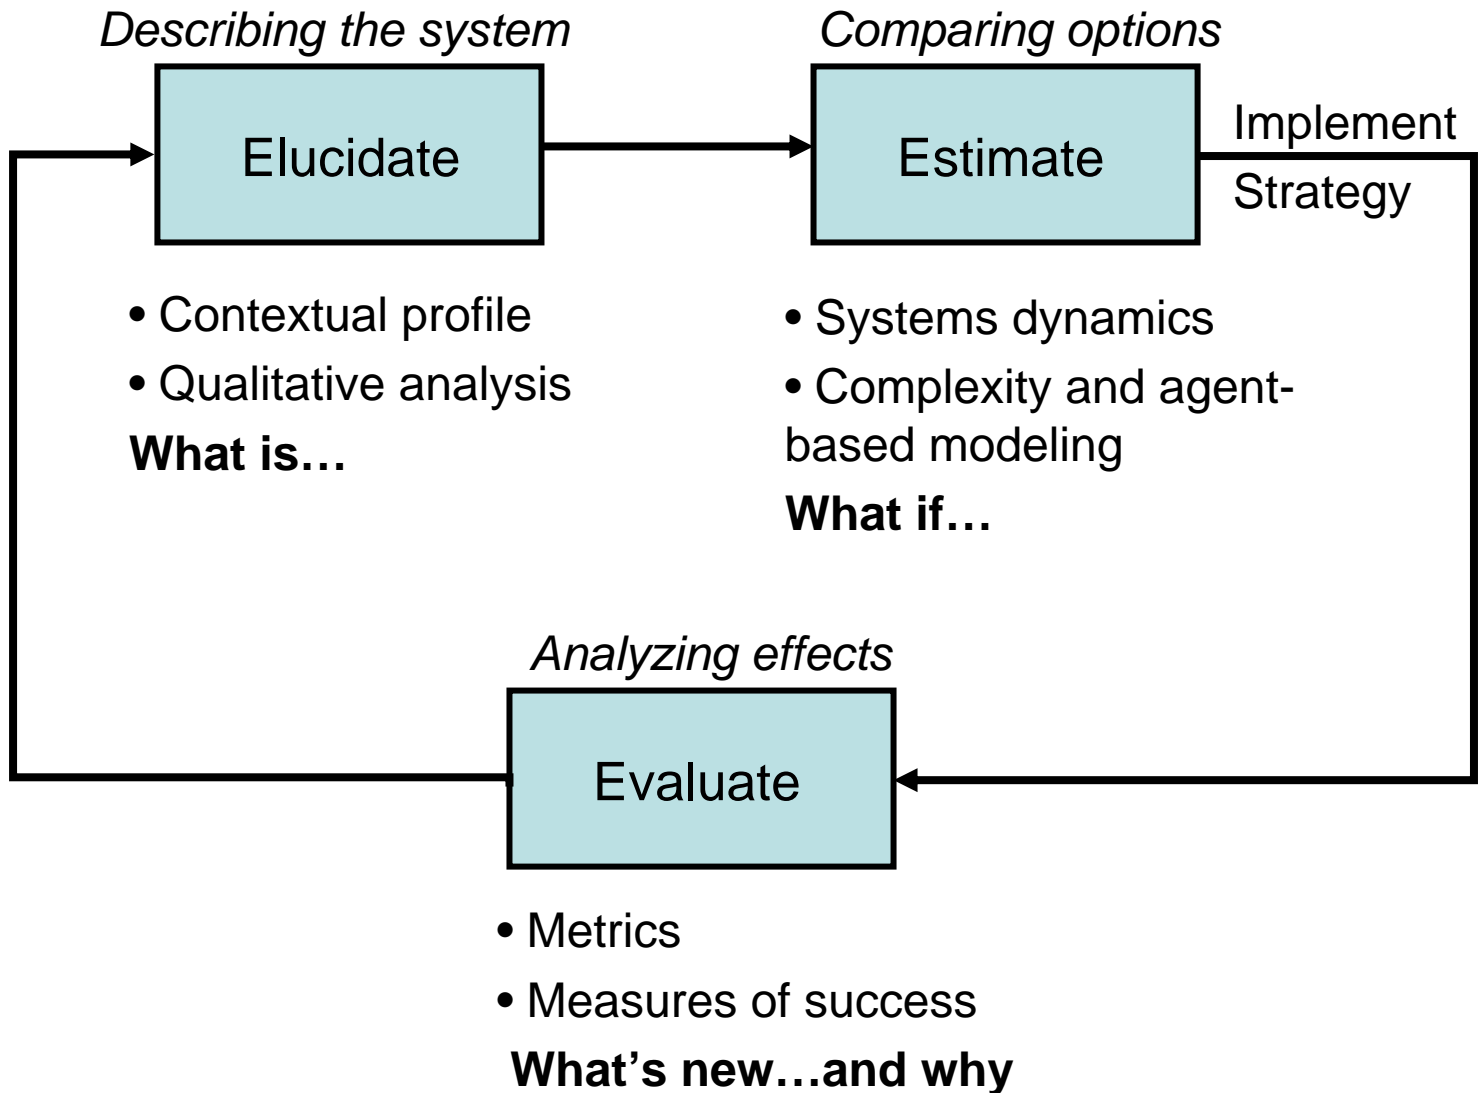 Describing the system
Elucidate
• Contextual profile
• Qualitative analysis
What is…
Comparing options
Estimate
Implement
Strategy
• Systems dynamics
• Complexity and agent-
based modeling
What if…
Analyzing effects
Evaluate
• Metrics
• Measures of success
What’s new…and why